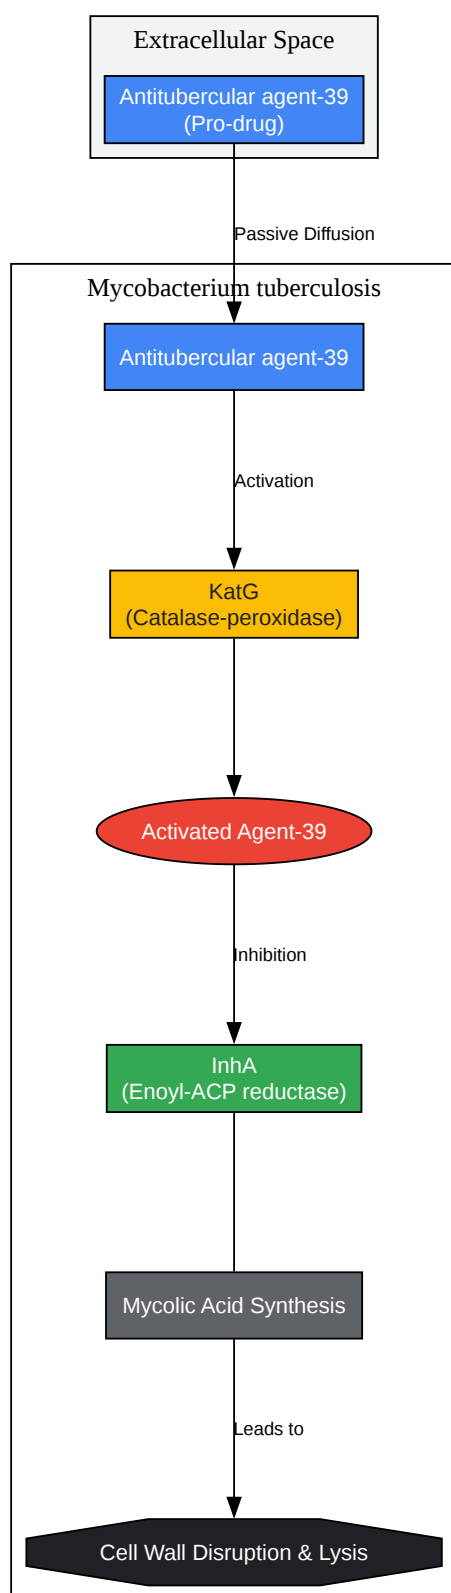 Extracellular Space
Antitubercular agent-39
(Pro-drug)
Passive Diffusion
Mycobacterium tuberculosis
Antitubercular agent-39
Activation
KatG
(Catalase-peroxidase)
Activated Agent-39
Inhibition
InhA
(Enoyl-ACP reductase)
Mycolic Acid Synthesis
Leads to
Cell Wall Disruption & Lysis